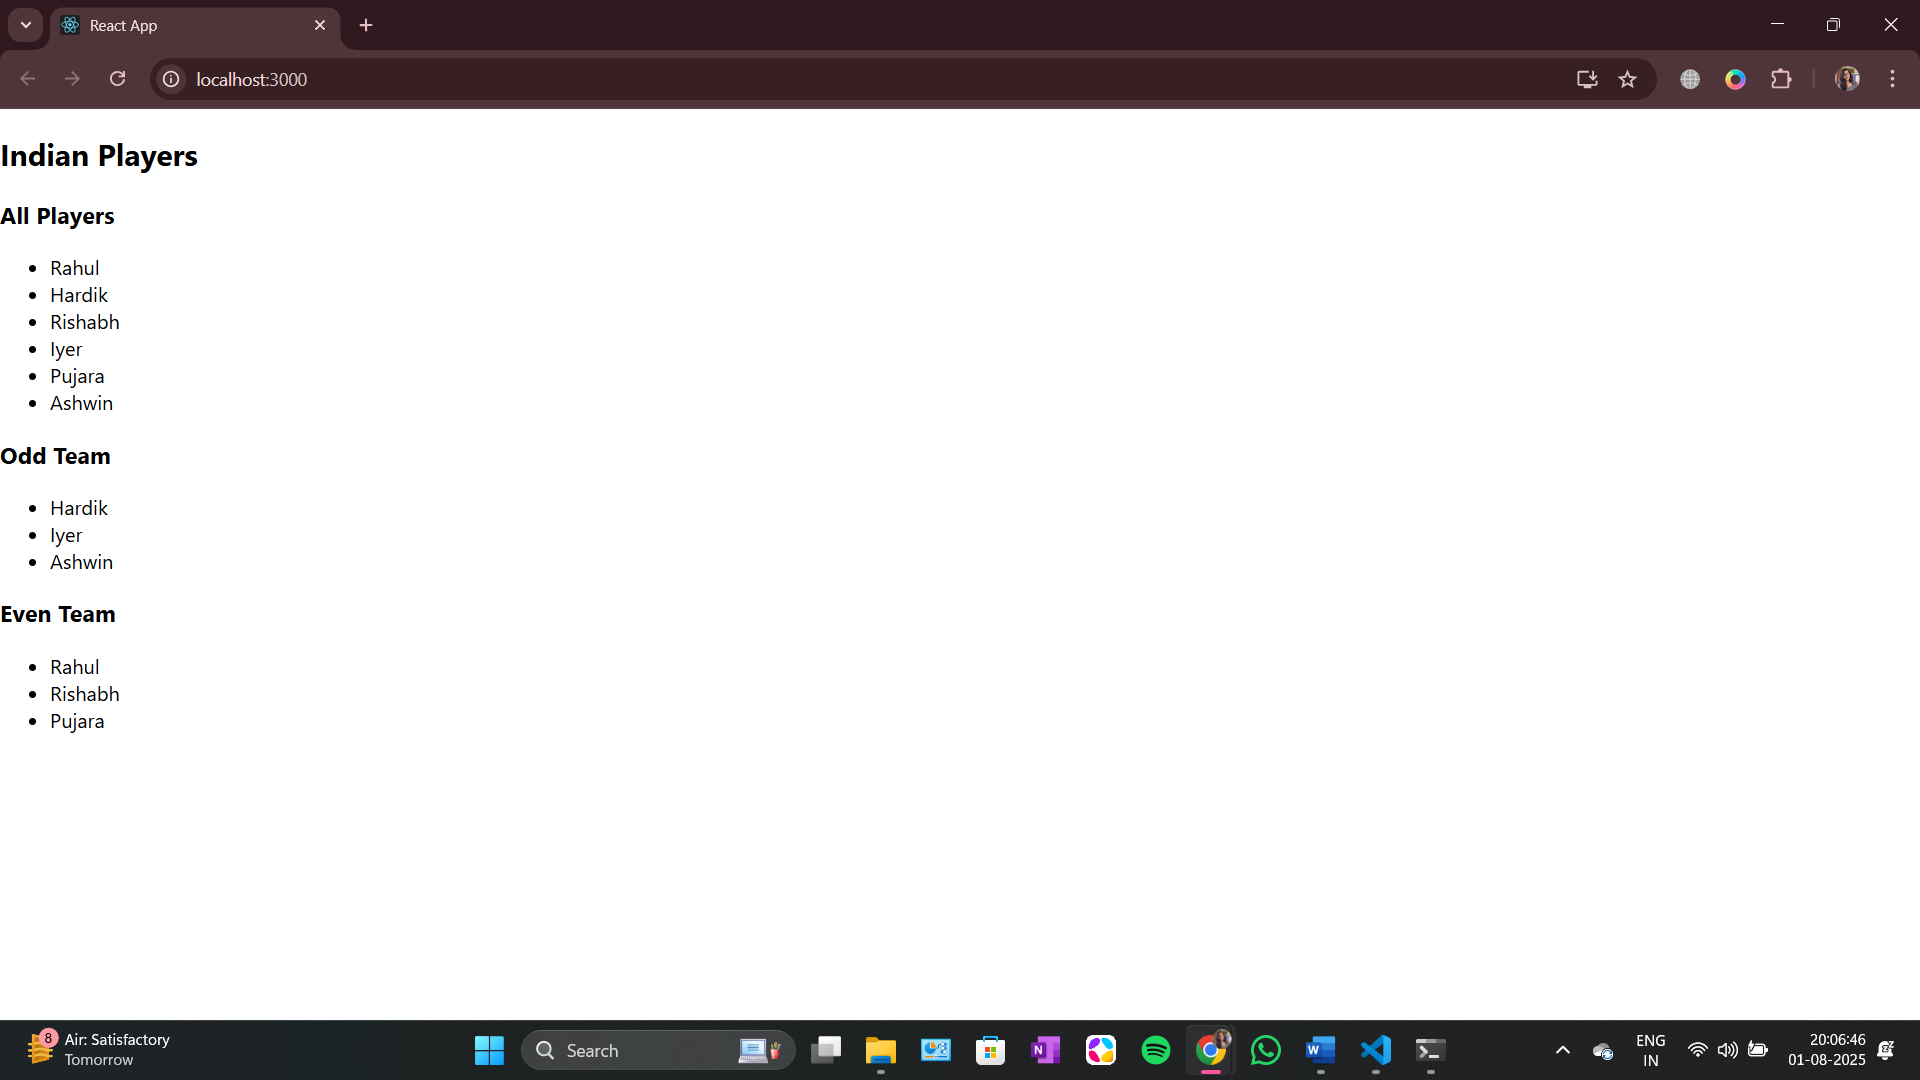 React App
localhost:3000
Indian Players
All Players
Rahul
Hardik
Rishabh
Iyer
Pujara
Ashwin
Odd Team
Hardik
Iyer
Ashwin
Even Team
Rahul
Rishabh
Pujara
8
Air: Satisfactory
Tomorrow
Search
N
W
ENG
IN
20:06:46
01-08-2025